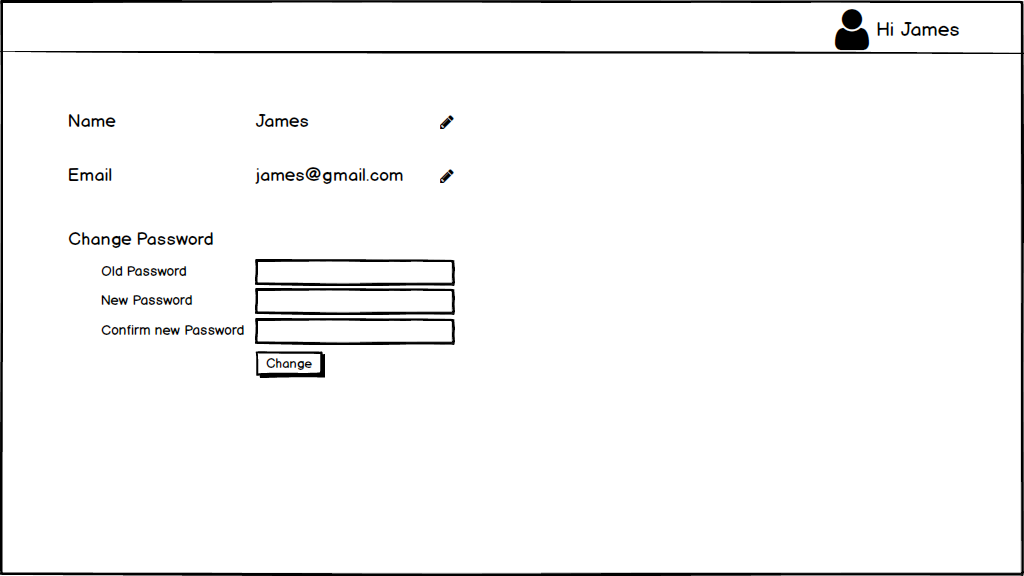 Hi James
Name James
Email james@gmail.com
Change Password
Old Password
New Password
Confirm new Password
Change